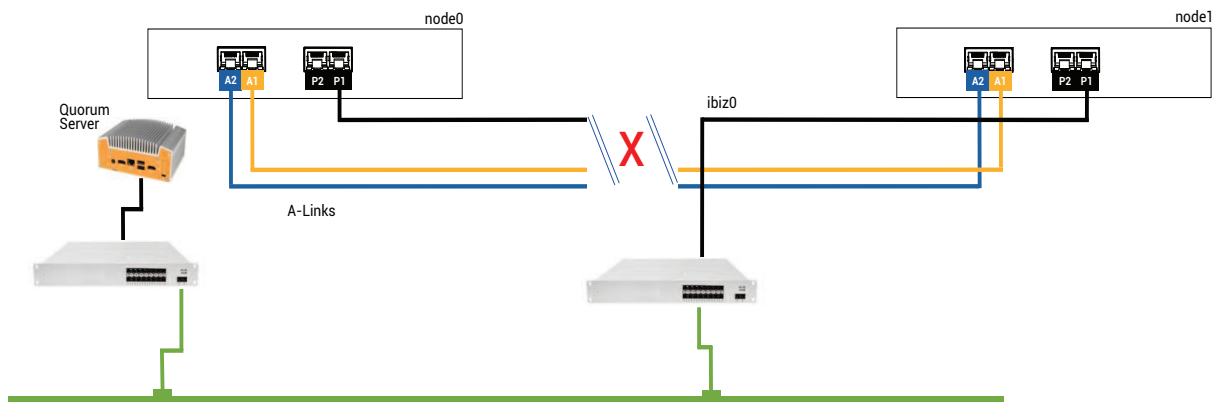 node0
node1
A2 A1 P2 P1
A2 A1 P2 P1
Quorum
Server
ibiz0
X
A-Links